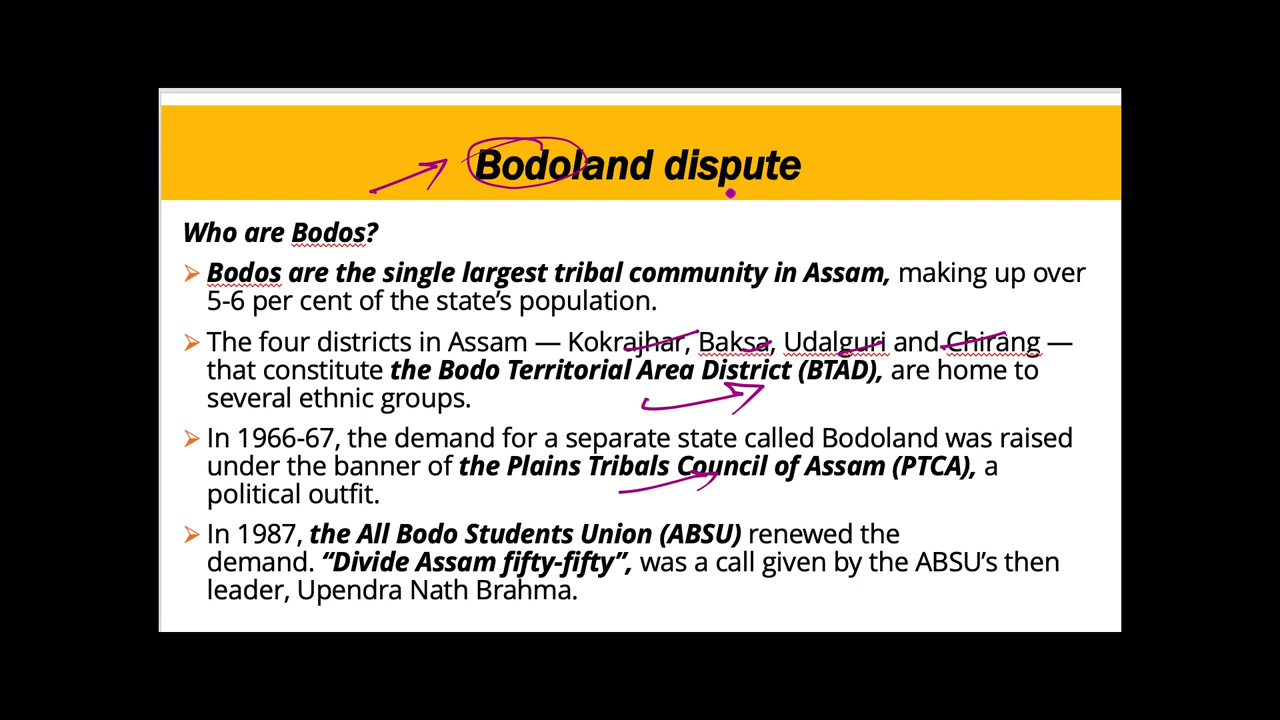 Bodoland dispute
Who are Bodos?
➢ Bodos are the single largest tribal community in Assam, making up over
5-6 per cent of the state’s population.
➢ The four districts in Assam — Kokrajhar, Baksa, Udalguri and Chirang —
that constitute the Bodo Territorial Area District (BTAD), are home to
several ethnic groups.
➢ In 1966-67, the demand for a separate state called Bodoland was raised
under the banner of the Plains Tribals Council of Assam (PTCA), a
political outfit.
➢ In 1987, the All Bodo Students Union (ABSU) renewed the
demand. “Divide Assam fifty-fifty”, was a call given by the ABSU’s then
leader, Upendra Nath Brahma.